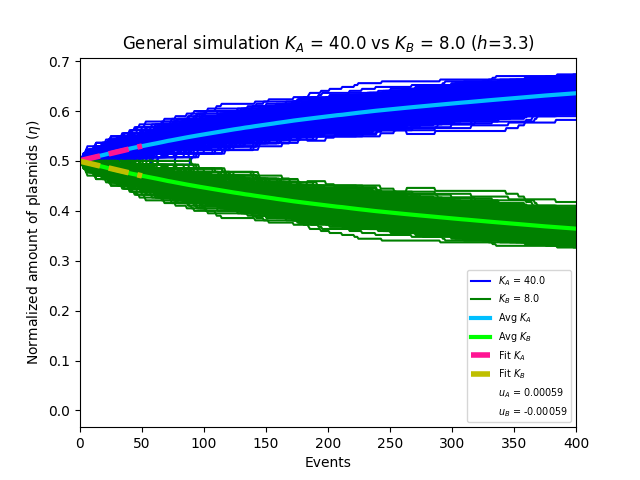 General simulation K_A = 40.0 vs K_B = 8.0 (h=3.3)
Normalized amount of plasmids (η)
0.7
0.6
0.5
0.4
0.3
0.2
0.1
0.0
K_A = 40.0
K_B = 8.0
Avg K_A
Avg K_B
Fit K_A
Fit K_B
u_A = 0.00059
u_B = -0.00059
0 50 100 150 200 250 300 350 400
Events